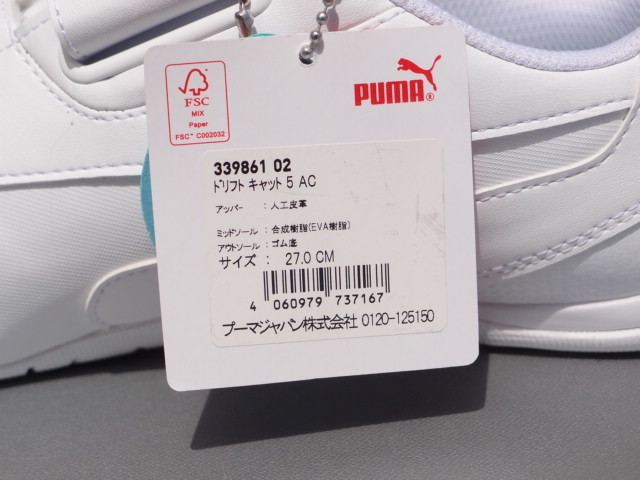 FSC
MIX
Paper
FSC™ C002032
PUMA®
339861 02
ドリフト キャット 5 AC
アッパー : 人工皮革
ミッドソール : 合成樹脂(EVA樹脂)
アウトソール : ゴム底
サイズ : 27.0 CM
4 060979 737167
プーマジャパン株式会社 0120-125150